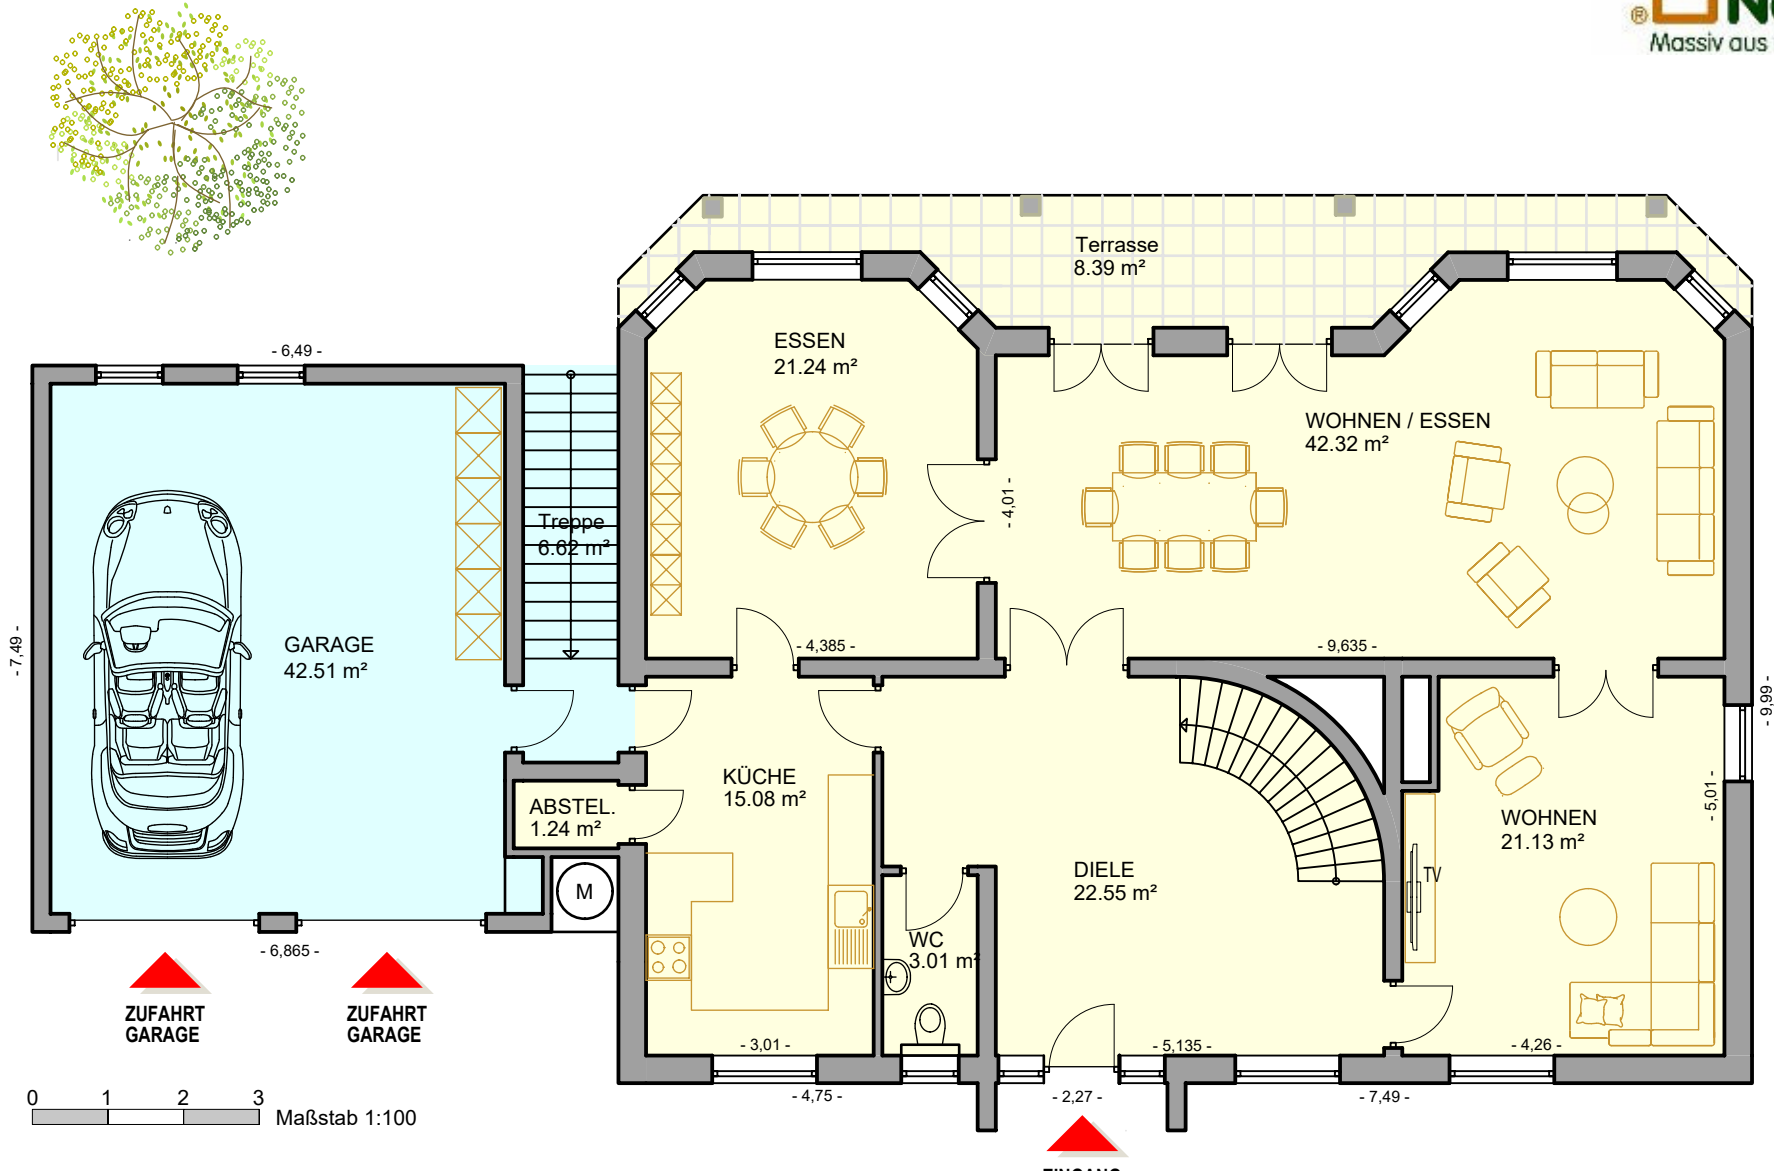 ®
Massiv aus
Terrasse
8.39 m²
ESSEN
21.24 m²
- 6,49 -
WOHNEN / ESSEN
42.32 m²
- 4,01 -
Treppe
6.62 m²
GARAGE
42.51 m²
- 7,49 -
- 4,385 -
- 9,635 -
- 9,99 -
KÜCHE
15.08 m²
ABSTEL.
1.24 m²
- 5,01 -
WOHNEN
21.13 m²
DIELE
22.55 m²
TV
M
WC
3.01 m²
- 6,865 -
ZUFAHRT
GARAGE
ZUFAHRT
GARAGE
- 3,01 -
- 5,135 -
- 4,26 -
- 4,75 -
- 2,27 -
- 7,49 -
0 1 2 3
Maßstab 1:100
EINGANG